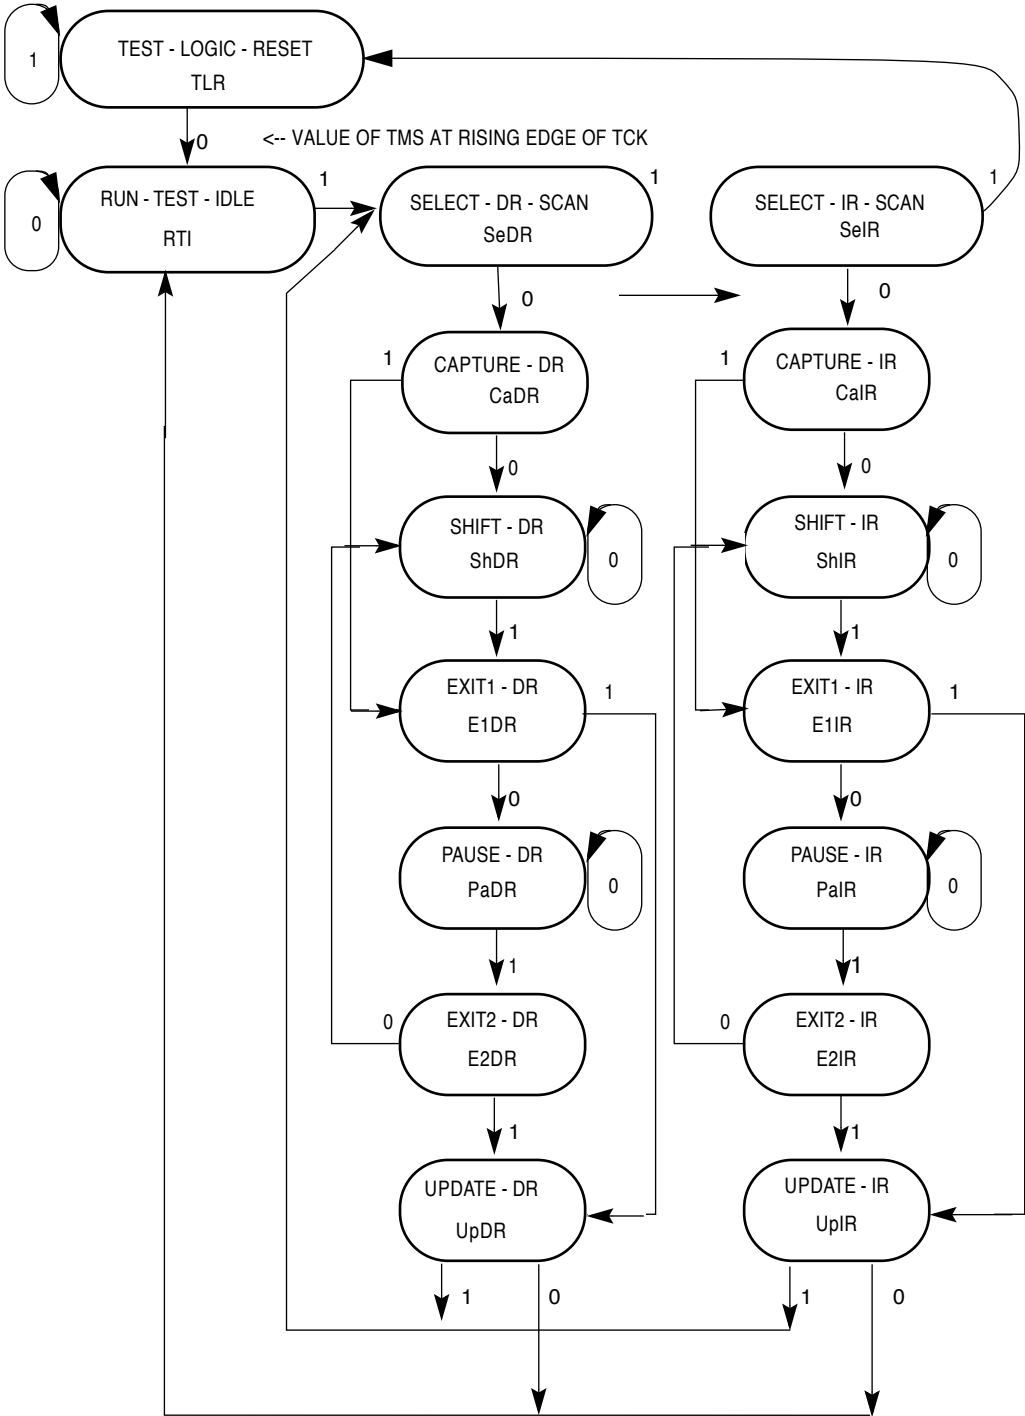 TEST - LOGIC - RESET
TLR
1
0
<-- VALUE OF TMS AT RISING EDGE OF TCK
RUN - TEST - IDLE
RTI
0
1
SELECT - DR - SCAN
SeDR
1
SELECT - IR - SCAN
SeIR
1
0
0
1
CAPTURE - DR
CaDR
1
CAPTURE - IR
CaIR
0
0
SHIFT - DR
ShDR
0
SHIFT - IR
ShIR
0
1
1
EXIT1 - DR
E1DR
1
EXIT1 - IR
E1IR
1
0
0
PAUSE - DR
PaDR
0
PAUSE - IR
PaIR
0
1
1
0
EXIT2 - DR
E2DR
0
EXIT2 - IR
E2IR
1
1
UPDATE - DR
UpDR
UPDATE - IR
UpIR
1
0
1
0